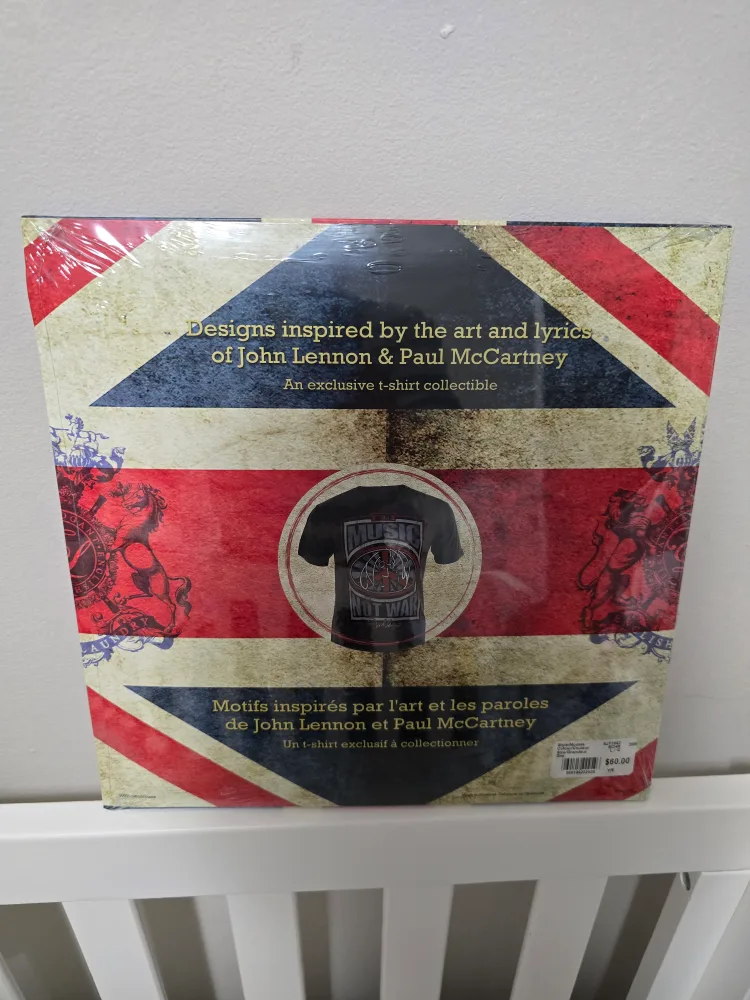 Designs inspired by the art and lyrics
of John Lennon & Paul McCartney
An exclusive t-shirt collectible
MUSIC
NOT WAR
LAUNDRY
Motifs inspirés par l'art et les paroles
de John Lennon et Paul McCartney
Un t-shirt exclusif à collectionner
$60.00